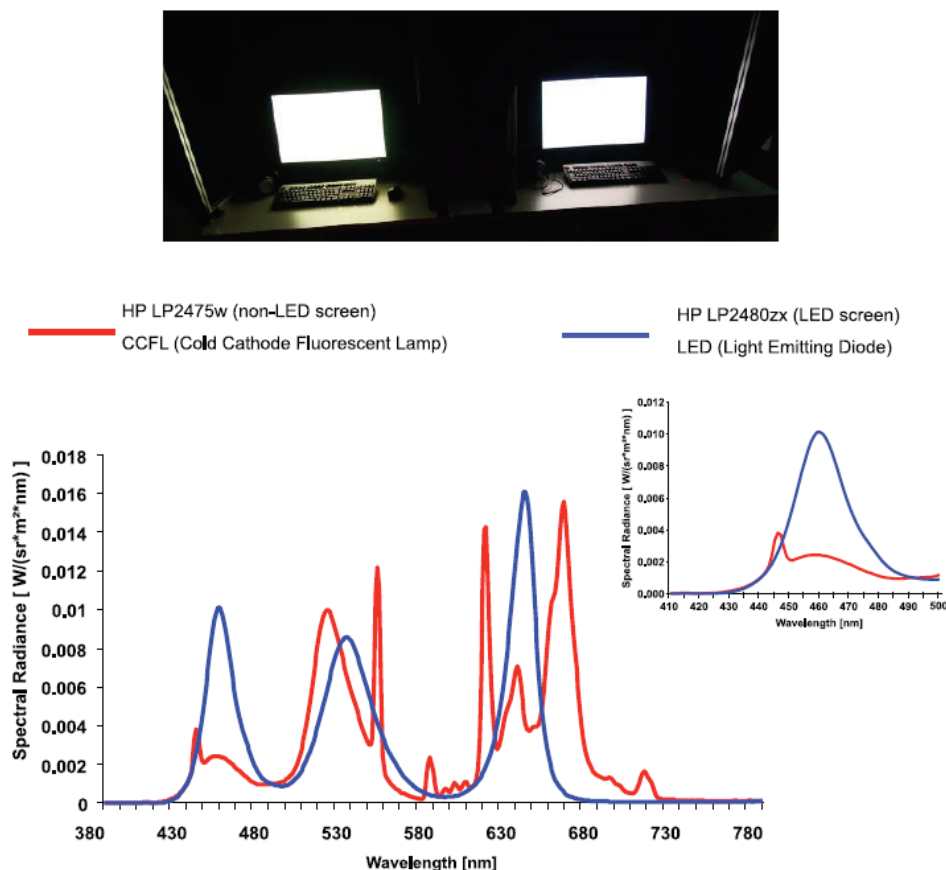 HP LP2475w (non-LED screen)
CCFL (Cold Cathode Fluorescent Lamp)
HP LP2480zx (LED screen)
LED (Light Emitting Diode)
Spectral Radiance [ W/(sr*m²*nm) ]
0.012
0.010
0.008
0.006
0.004
0.002
0.000
410 420 430 440 450 460 470 480 490 500
Wavelength [nm]
Spectral Radiance [ W/(sr*m²*nm) ]
0.018
0.016
0.014
0.012
0.01
0.008
0.006
0.004
0.002
0
380 430 480 530 580 630 680 730 780
Wavelength [nm]